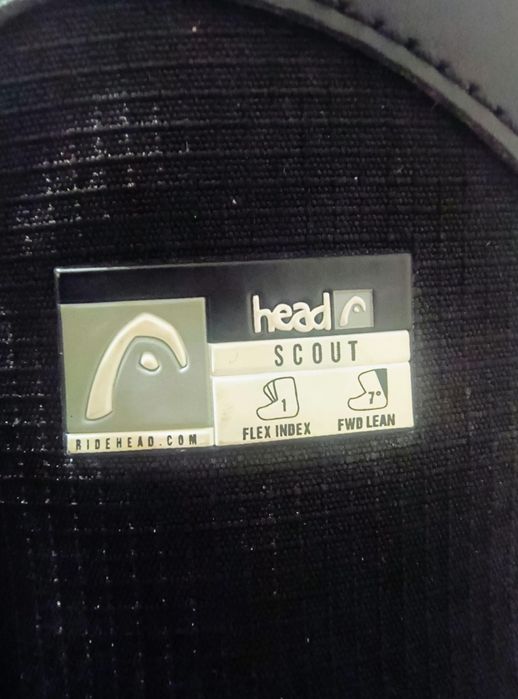 head
SCOUT
1
7°
FLEX INDEX
FWD LEAN
RIDEHEAD.COM